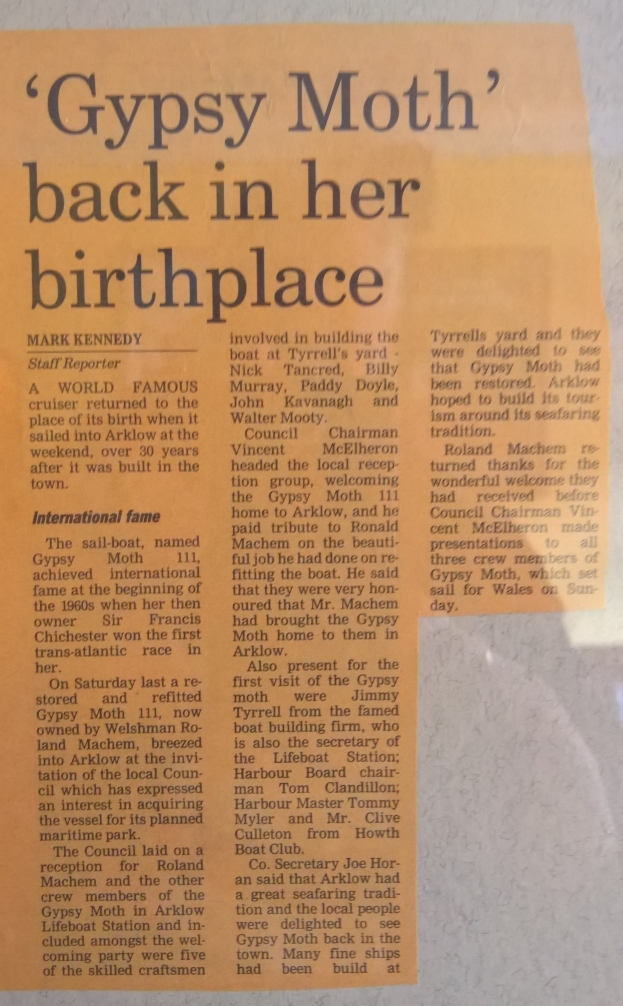 ‘Gypsy Moth’
back in her
birthplace
MARK KENNEDY
Staff Reporter
A WORLD FAMOUS
cruiser returned to the
place of its birth when it
sailed into Arklow at the
weekend, over 30 years
after it was built in the
town.
International fame
The sail-boat, named
Gypsy Moth 111,
achieved international
fame at the beginning of
the 1960s when her then
owner Sir Francis
Chichester won the first
trans-atlantic race in
her.
On Saturday last a re-
stored and refitted
Gypsy Moth 111, now
owned by Welshman Ro-
land Machem, breezed
into Arklow at the invi-
tation of the local Coun-
cil which has expressed
an interest in acquiring
the vessel for its planned
maritime park.
The Council laid on a
reception for Roland
Machem and the other
crew members of the
Gypsy Moth in Arklow
Lifeboat Station and in-
cluded amongst the wel-
coming party were five
of the skilled craftsmen
involved in building the
boat at Tyrrell's yard -
Nick Tancred, Billy
Murray, Paddy Doyle,
John Kavanagh and
Walter Mooty.
Council Chairman
Vincent McElheron
headed the local recep-
tion group, welcoming
the Gypsy Moth 111
home to Arklow, and he
paid tribute to Ronald
Machem on the beauti-
ful job he had done on re-
fitting the boat. He said
that they were very hon-
oured that Mr. Machem
had brought the Gypsy
Moth home to them in
Arklow.
Also present for the
first visit of the Gypsy
moth were Jimmy
Tyrrell from the famed
boat building firm, who
is also the secretary of
the Lifeboat Station;
Harbour Board chair-
man Tom Clandillon;
Harbour Master Tommy
Myler and Mr. Clive
Culleton from Howth
Boat Club.
Co. Secretary Joe Hor-
an said that Arklow had
a great seafaring tradi-
tion and the local people
were delighted to see
Gypsy Moth back in the
town. Many fine ships
had been build at
Tyrrells yard and they
were delighted to see
that Gypsy Moth had
been restored. Arklow
hoped to build its tour-
ism around its seafaring
tradition.
Roland Machem re-
turned thanks for the
wonderful welcome they
had received before
Council Chairman Vin-
cent McElheron made
presentations to all
three crew members of
Gypsy Moth, which set
sail for Wales on Sun-
day.